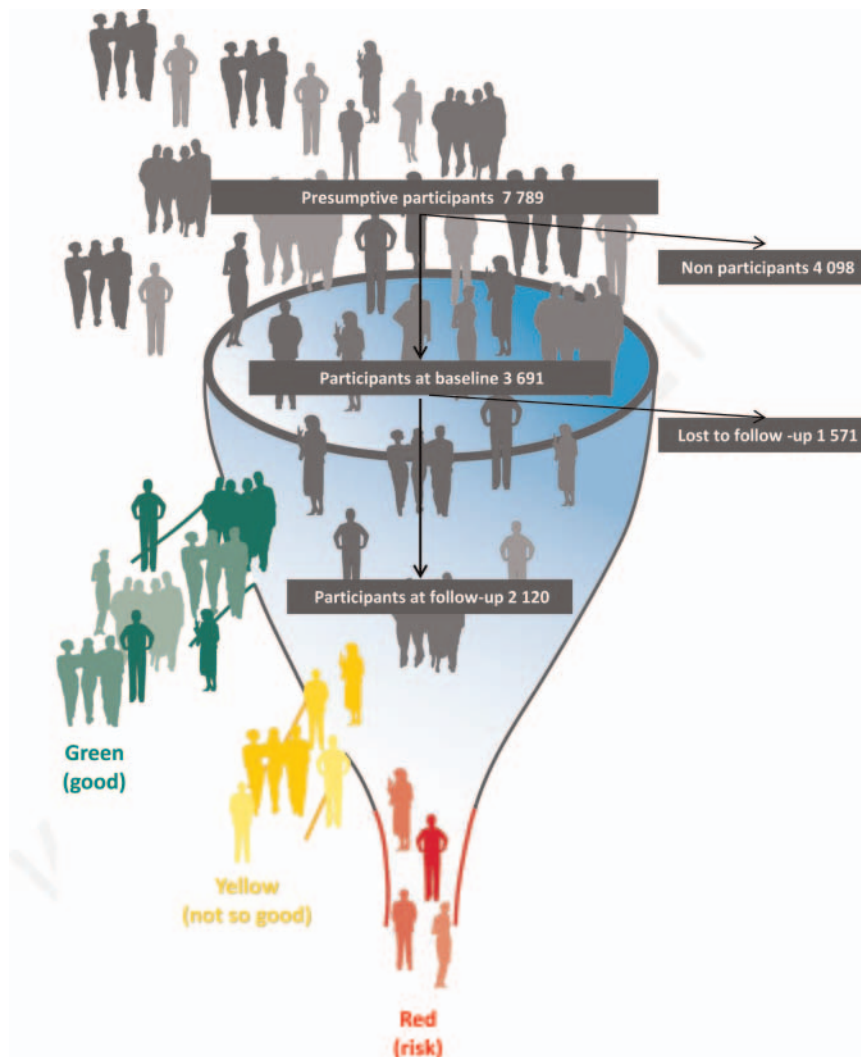 Presumptive participants 7 789
Non participants 4 098
Participants at baseline 3 691
Lost to follow -up 1 571
Participants at follow-up 2 120
Green
(good)
Yellow
(not so good)
Red
(risk)